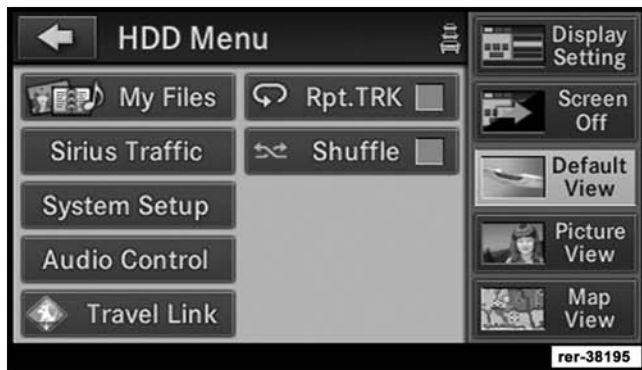 HDD Menu
My Files
Rpt.TRK
Sirius Traffic
Shuffle
System Setup
Audio Control
Travel Link
Display
Setting
Screen
Off
Default
View
Picture
View
Map
View
rer-38195